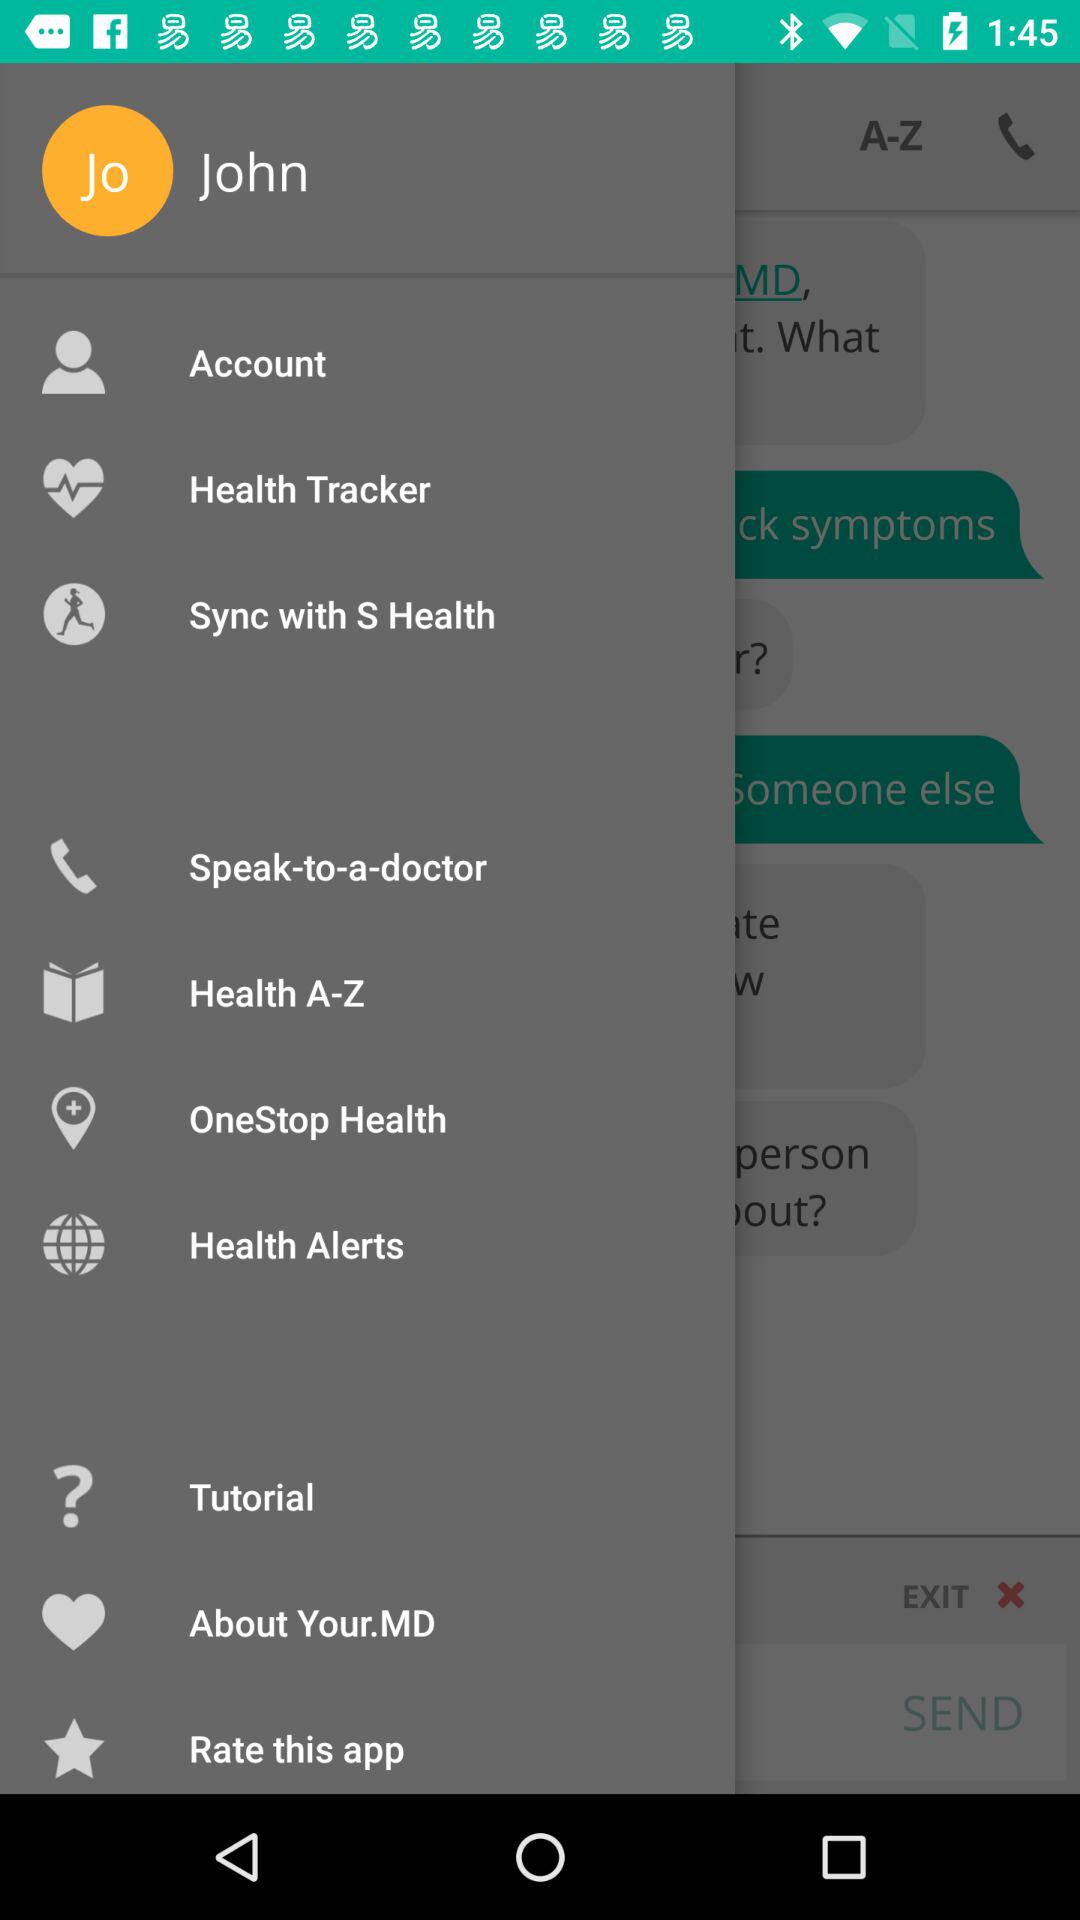 1:45
Jo John
A-Z
MD,
t. What
ck symptoms
r?
Someone else
ate
w
person
bout?
Account
Health Tracker
Sync with S Health
Speak-to-a-doctor
Health A-Z
OneStop Health
Health Alerts
Tutorial
About Your.MD
Rate this app
EXIT
SEND